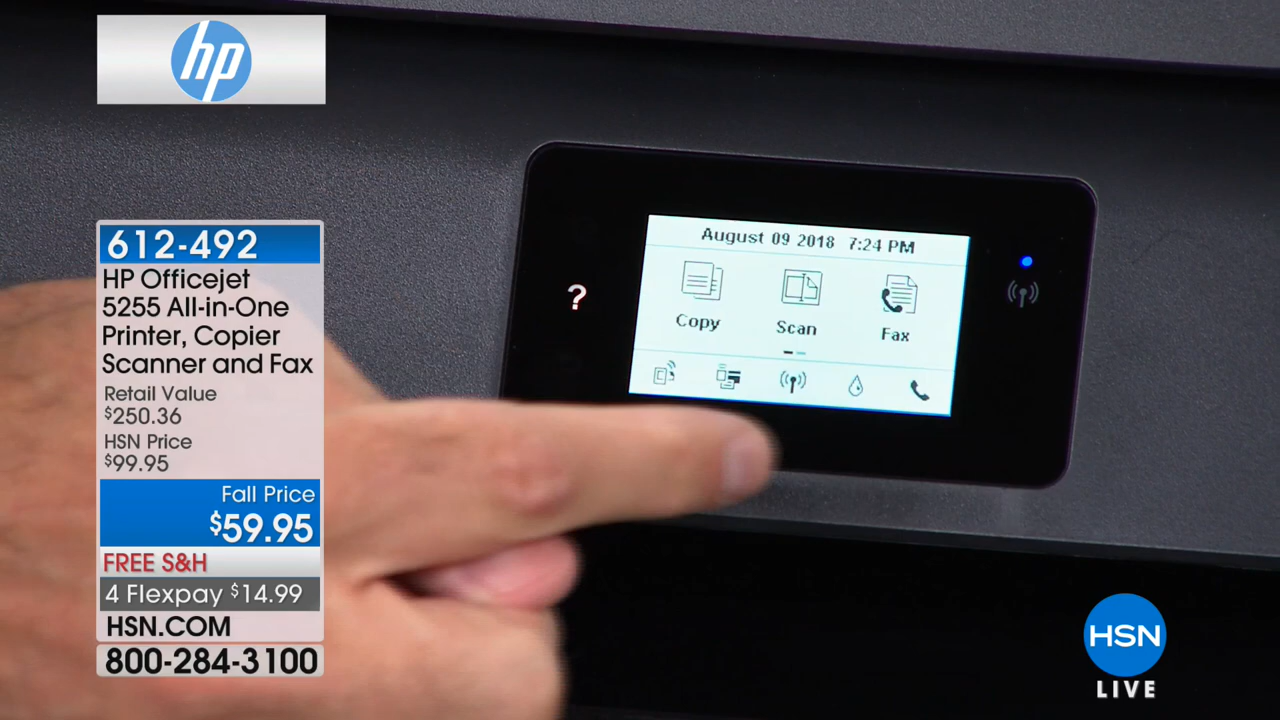 hp
612-492
HP Officejet
5255 All-in-One
Printer, Copier
Scanner and Fax
Retail Value
$250.36
HSN Price
$99.95
Fall Price
$59.95
FREE S&H
4 Flexpay $14.99
HSN.COM
800-284-3100
?
August 09 2018 7:24 PM
Copy
Scan
Fax
HSN
LIVE